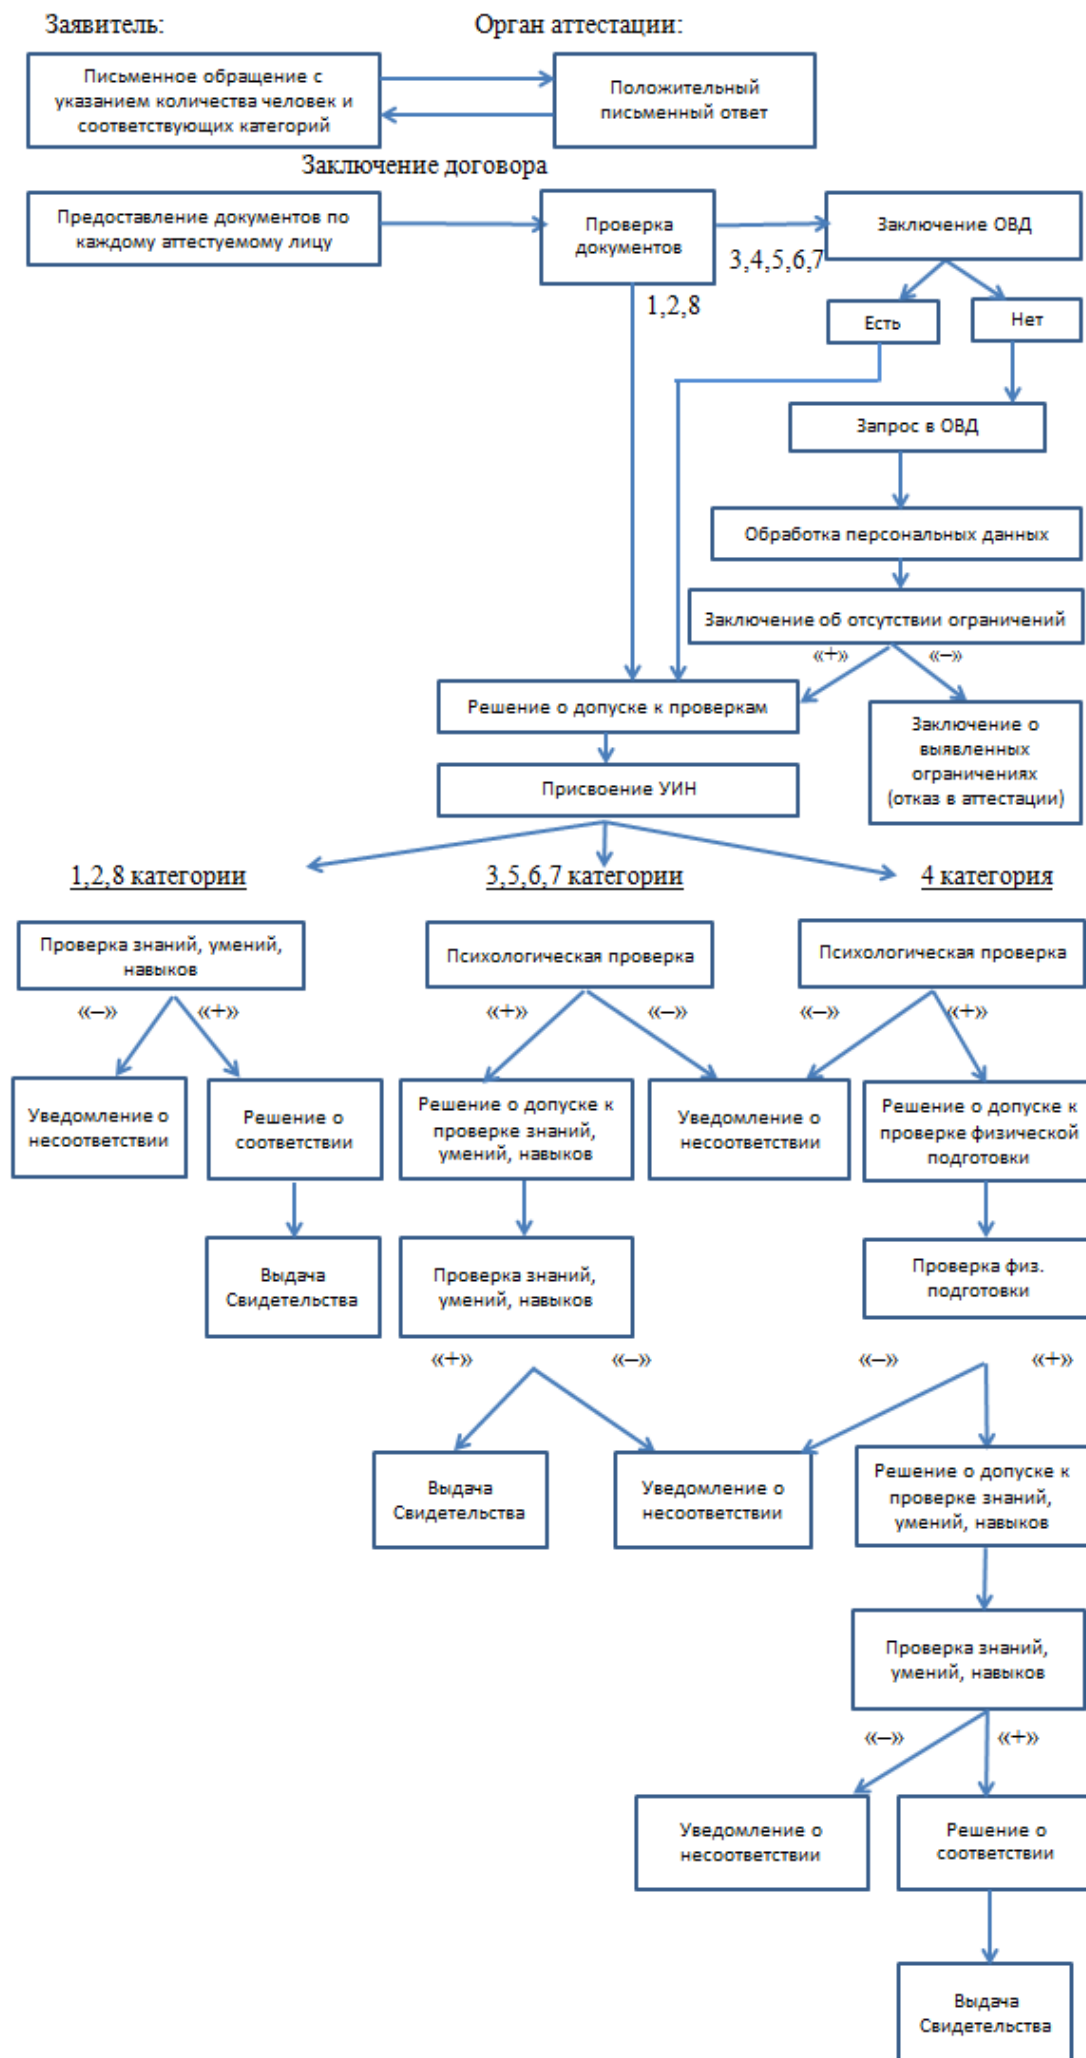 Заявитель:
Орган аттестации:
Письменное обращение с
указанием количества человек и
соответствующих категорий
Положительный
письменный ответ
Заключение договора
Предоставление документов по
каждому аттестуемому лицу
Проверка
документов
3,4,5,6,7
Заключение ОВД
1,2,8
Есть
Нет
Запрос в ОВД
Обработка персональных данных
Заключение об отсутствии ограничений
«+»
«–»
Решение о допуске к проверкам
Заключение о
выявленных
ограничениях
(отказ в аттестации)
Присвоение УИН
1,2,8 категории
3,5,6,7 категории
4 категория
Проверка знаний, умений,
навыков
Психологическая проверка
Психологическая проверка
«–»
«+»
«+»
«–»
«–»
«+»
Уведомление о
несоответствии
Решение о
соответствии
Решение о допуске к
проверке знаний,
умений, навыков
Уведомление о
несоответствии
Решение о допуске к
проверке физической
подготовки
Выдача
Свидетельства
Проверка знаний,
умений, навыков
Проверка физ.
подготовки
«+»
«–»
«–»
«+»
Выдача
Свидетельства
Уведомление о
несоответствии
Решение о допуске к
проверке знаний,
умений, навыков
Проверка знаний,
умений, навыков
«–»
«+»
Уведомление о
несоответствии
Решение о
соответствии
Выдача
Свидетельства